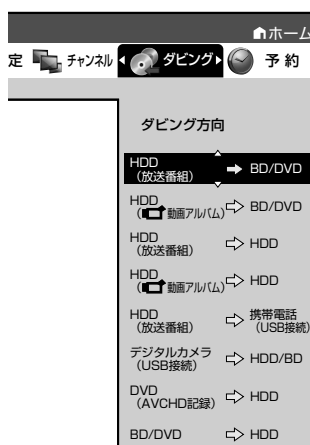 ホーム
定 チャンネル ダビング 予約
ダビング方向
HDD
(放送番組) → BD/DVD
HDD
(動画アルバム) ⇨ BD/DVD
HDD
(放送番組) ⇨ HDD
HDD
(動画アルバム) ⇨ HDD
HDD ⇨ 携帯電話
(放送番組) (USB接続)
デジタルカメラ
(USB接続) ⇨ HDD/BD
DVD
(AVCHD記録) ⇨ HDD
BD/DVD ⇨ HDD